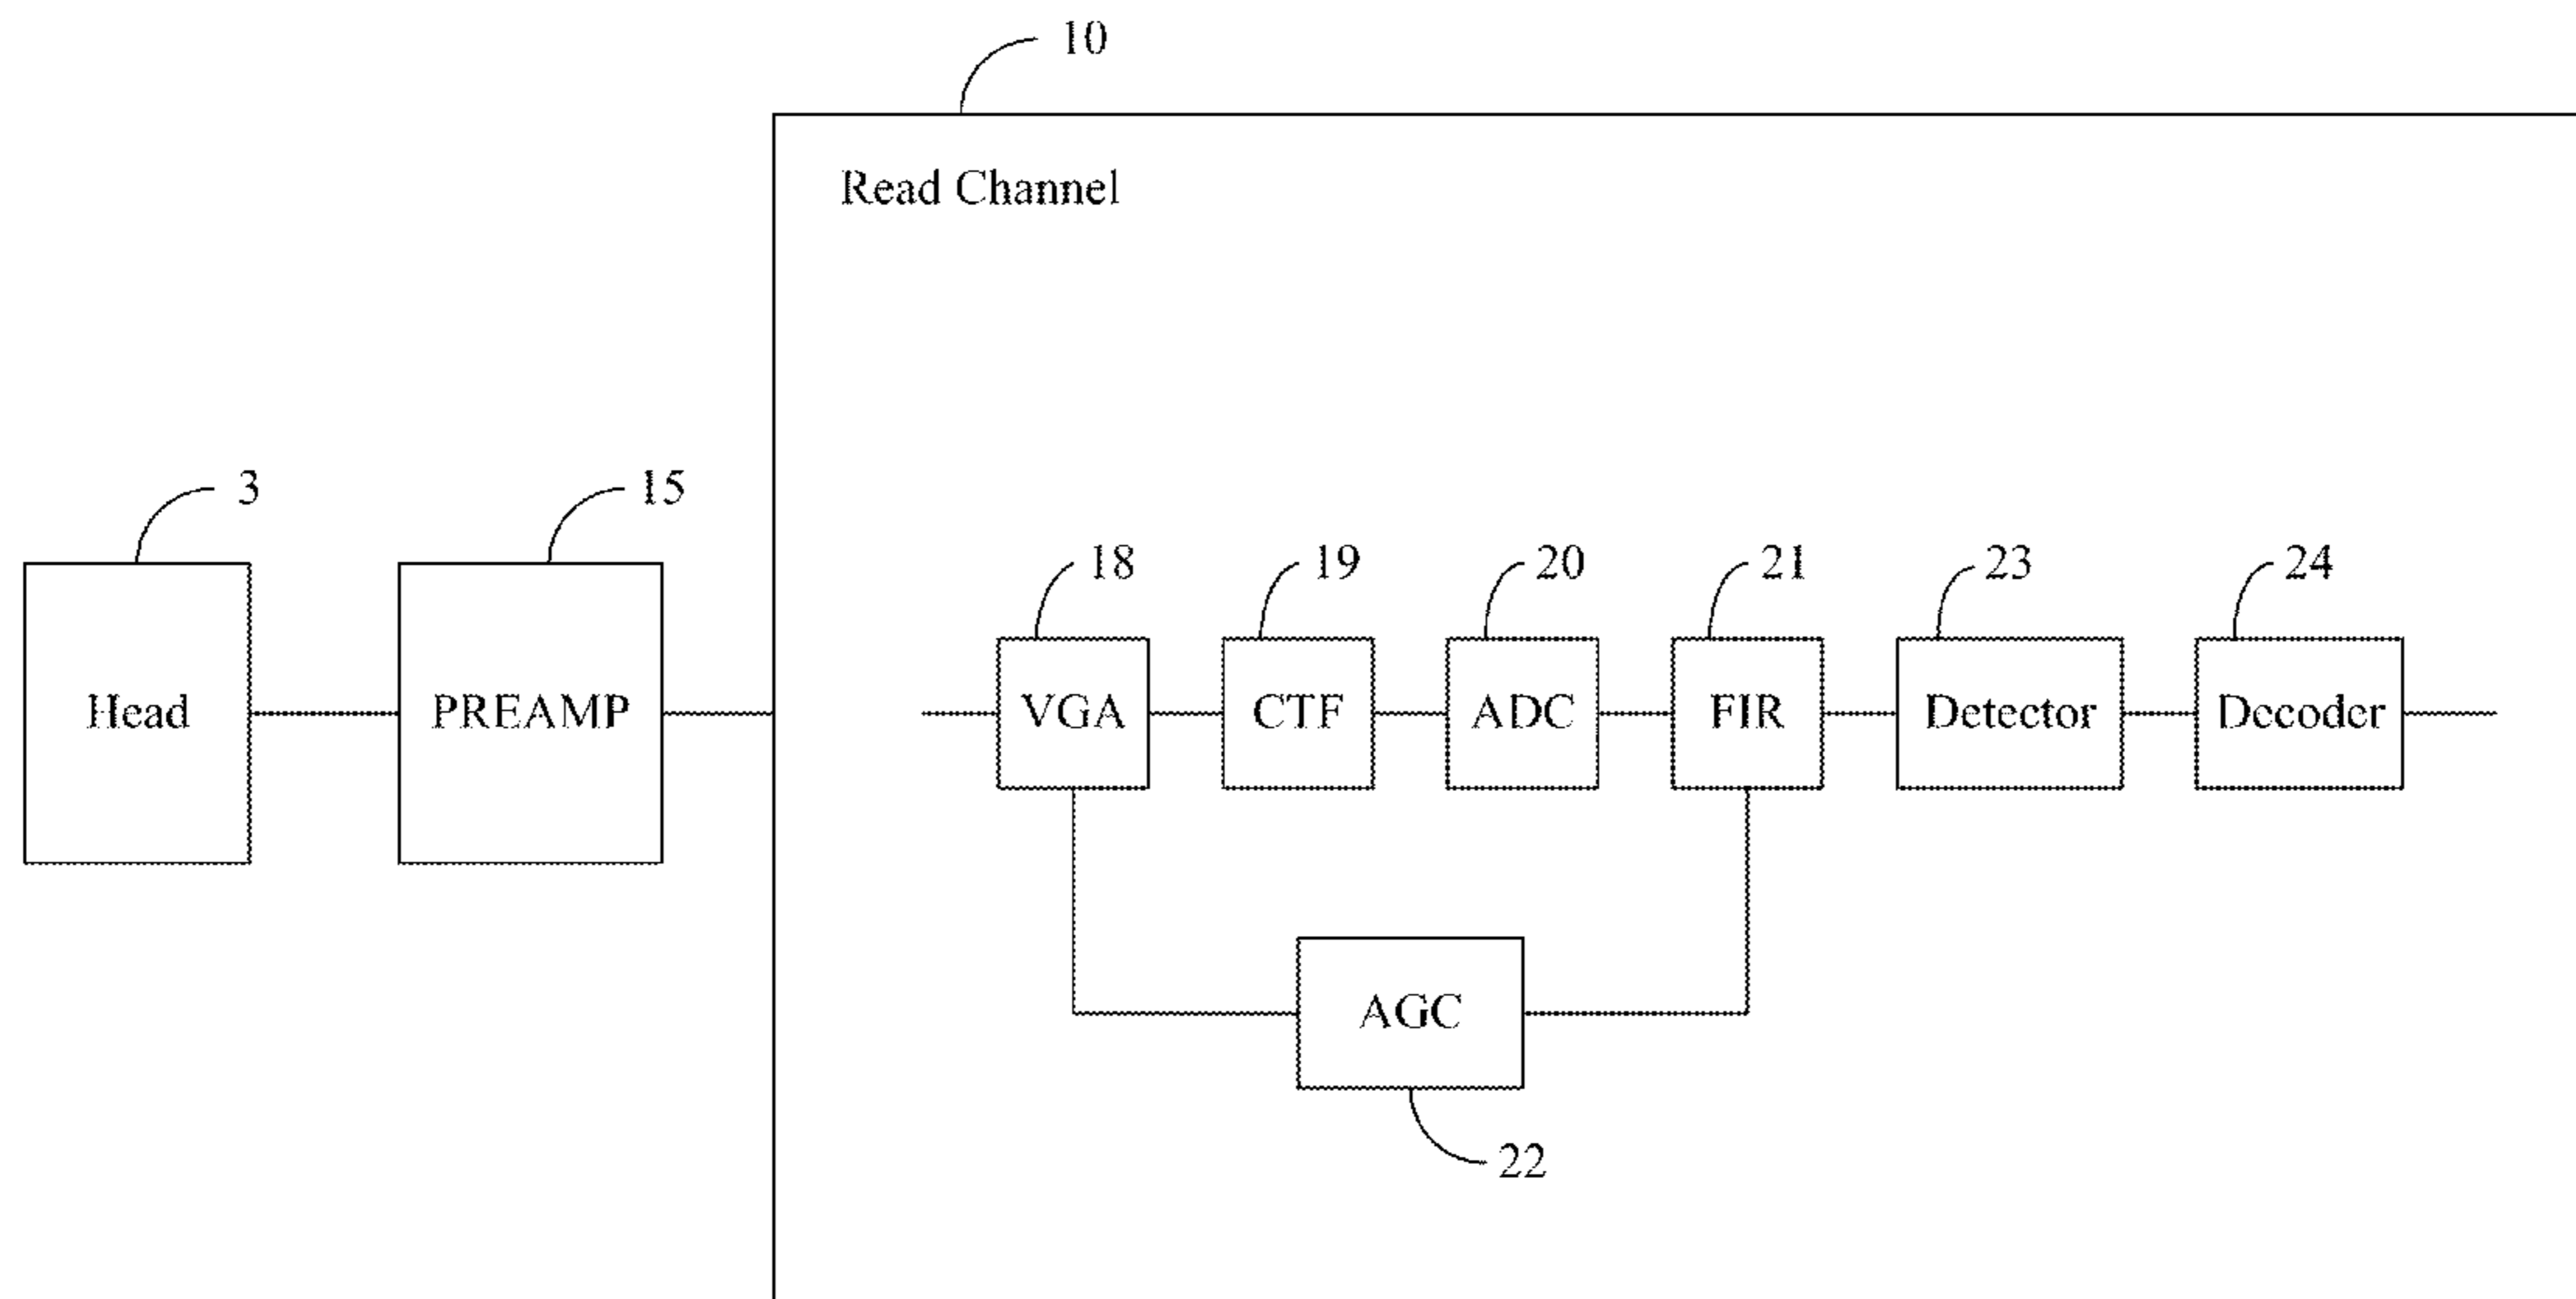 10
Read Channel
3
15
18
19
20
21
23
24
Head
PREAMP
VGA
CTF
ADC
FIR
Detector
Decoder
AGC
22